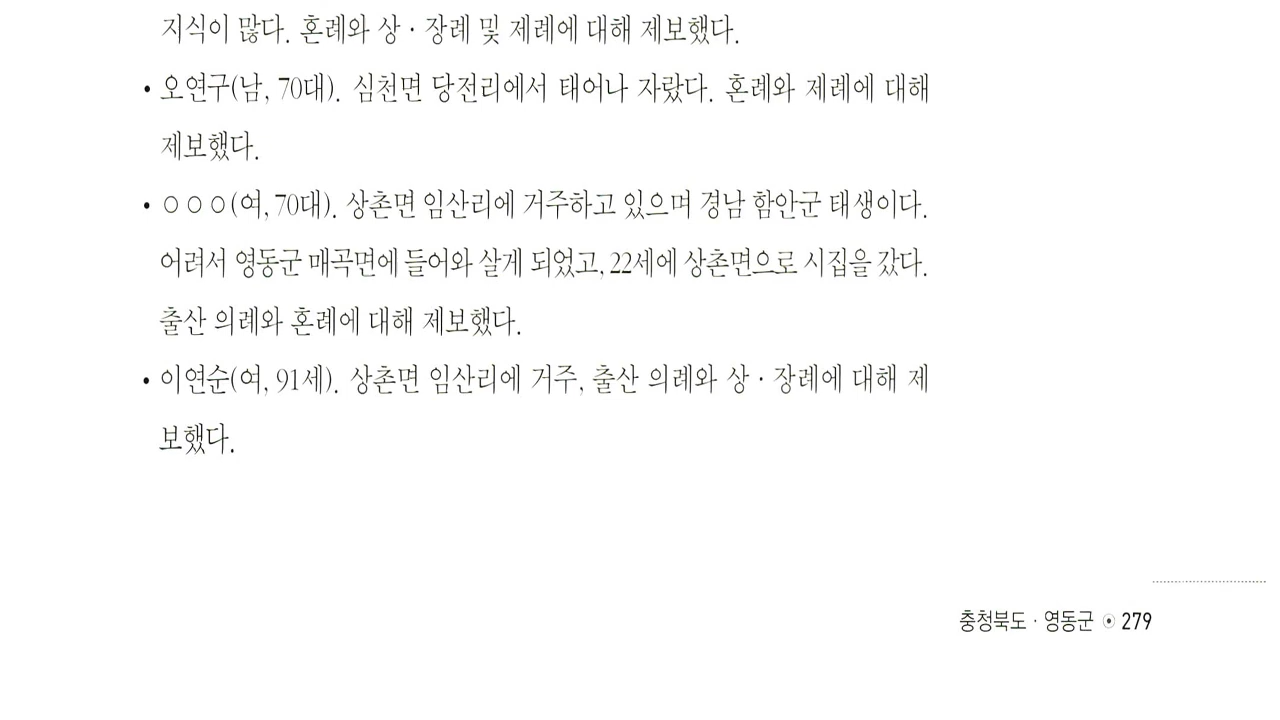 지식이 많다. 혼례와 상 · 장례 및 제례에 대해 제보했다.
• 오연구(남, 70대). 심천면 당전리에서 태어나 자랐다. 혼례와 제례에 대해
제보했다.
• ○○○(여, 70대). 상촌면 임산리에 거주하고 있으며 경남 함안군 태생이다.
어려서 영동군 매곡면에 들어와 살게 되었고, 22세에 상촌면으로 시집을 갔다.
출산 의례와 혼례에 대해 제보했다.
• 이연순(여, 91세). 상촌면 임산리에 거주, 출산 의례와 상 · 장례에 대해 제
보했다.
충청북도 · 영동군 ⊙ 279